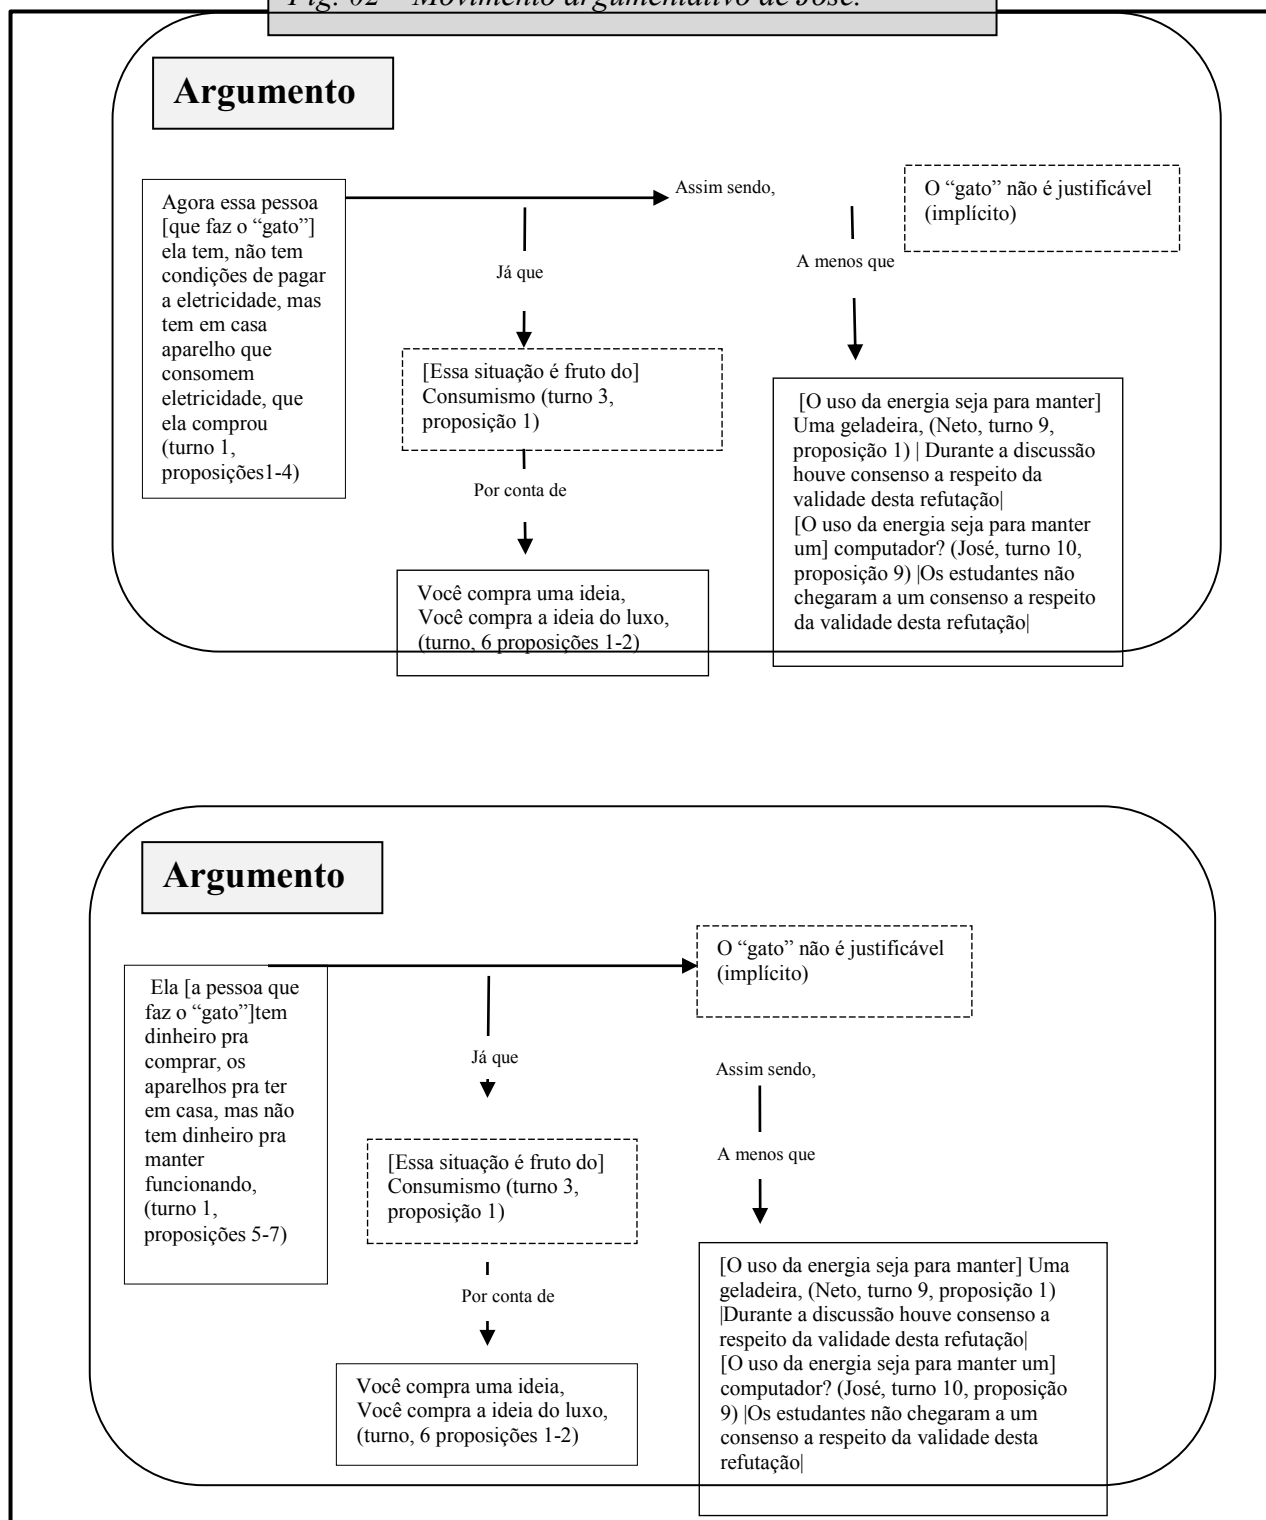 Fig. 02 – Movimento argumentativo de José.
Argumento
Agora essa pessoa
[que faz o “gato”]
ela tem, não tem
condições de pagar
a eletricidade, mas
tem em casa
aparelho que
consomem
eletricidade, que
ela comprou
(turno 1,
proposições1-4)
Assim sendo,
O “gato” não é justificável
(implícito)
Já que
A menos que
[Essa situação é fruto do]
Consumismo (turno 3,
proposição 1)
Por conta de
Você compra uma ideia,
Você compra a ideia do luxo,
(turno, 6 proposições 1-2)
[O uso da energia seja para manter]
Uma geladeira, (Neto, turno 9,
proposição 1) | Durante a discussão
houve consenso a respeito da
validade desta refutação|
[O uso da energia seja para manter
um] computador? (José, turno 10,
proposição 9) |Os estudantes não
chegaram a um consenso a respeito
da validade desta refutação|
Argumento
Ela [a pessoa que
faz o “gato”]tem
dinheiro pra
comprar, os
aparelhos pra ter
em casa, mas não
tem dinheiro pra
manter
funcionando,
(turno 1,
proposições 5-7)
O “gato” não é justificável
(implícito)
Já que
Assim sendo,
A menos que
[Essa situação é fruto do]
Consumismo (turno 3,
proposição 1)
Por conta de
Você compra uma ideia,
Você compra a ideia do luxo,
(turno, 6 proposições 1-2)
[O uso da energia seja para manter] Uma
geladeira, (Neto, turno 9, proposição 1)
|Durante a discussão houve consenso a
respeito da validade desta refutação|
[O uso da energia seja para manter um]
computador? (José, turno 10, proposição
9) |Os estudantes não chegaram a um
consenso a respeito da validade desta
refutação|